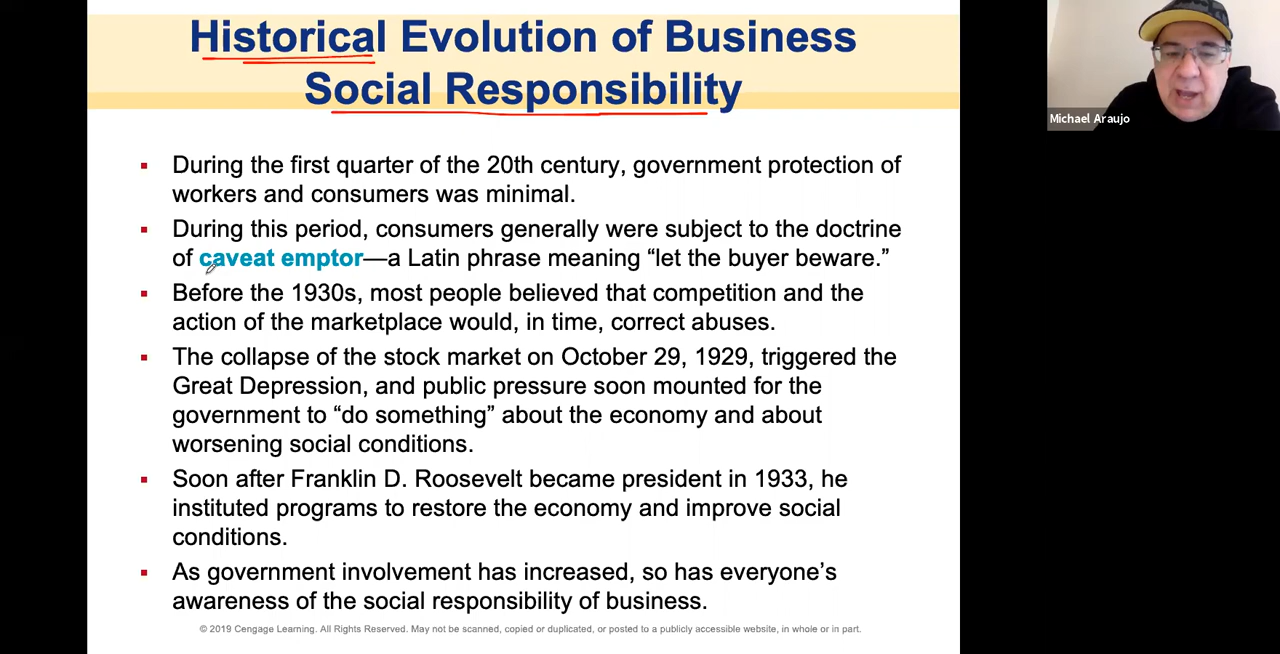 Historical Evolution of Business
Social Responsibility
Michael Araujo
▪ During the first quarter of the 20th century, government protection of
workers and consumers was minimal.
▪ During this period, consumers generally were subject to the doctrine
of caveat emptor—a Latin phrase meaning “let the buyer beware.”
▪ Before the 1930s, most people believed that competition and the
action of the marketplace would, in time, correct abuses.
▪ The collapse of the stock market on October 29, 1929, triggered the
Great Depression, and public pressure soon mounted for the
government to “do something” about the economy and about
worsening social conditions.
▪ Soon after Franklin D. Roosevelt became president in 1933, he
instituted programs to restore the economy and improve social
conditions.
▪ As government involvement has increased, so has everyone’s
awareness of the social responsibility of business.
© 2019 Cengage Learning. All Rights Reserved. May not be scanned, copied or duplicated, or posted to a publicly accessible website, in whole or in part.